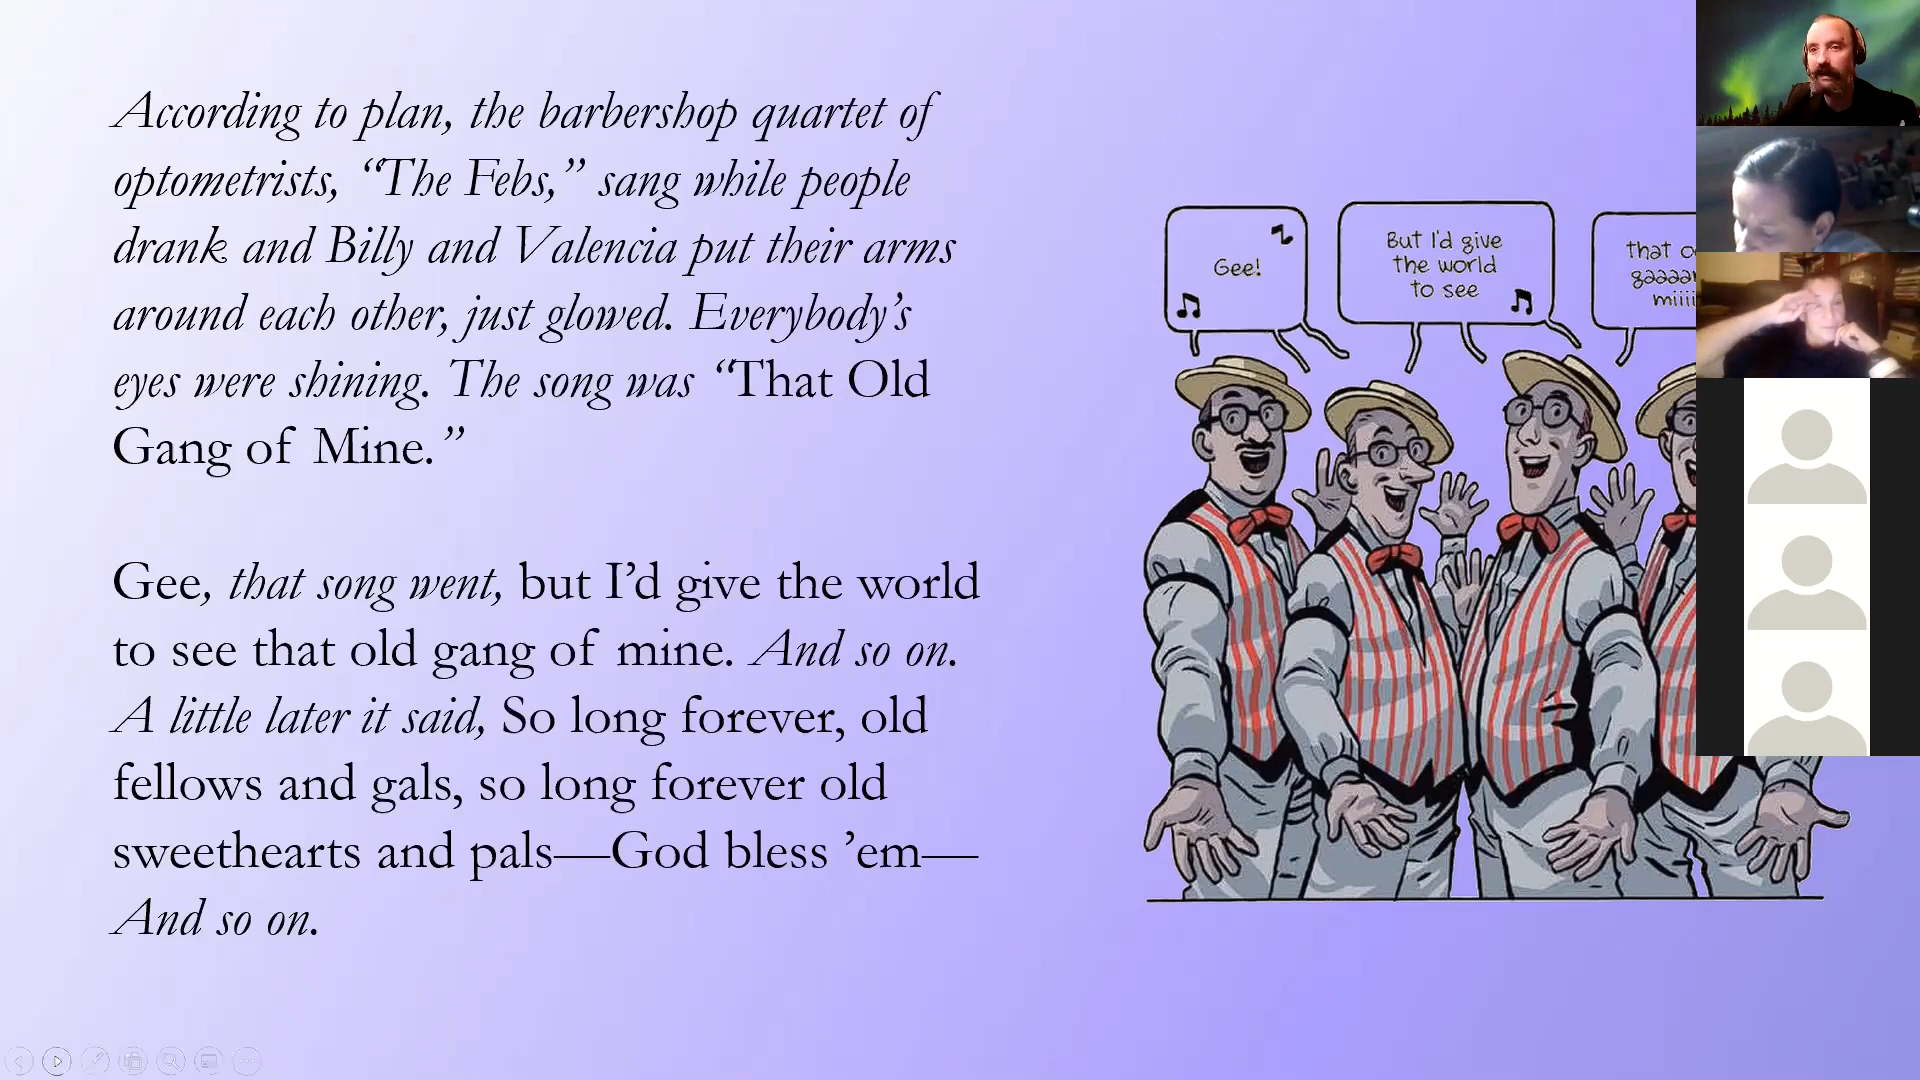 According to plan, the barbershop quartet of
optometrists, “The Febs,” sang while people
drank and Billy and Valencia put their arms
around each other, just glowed. Everybody’s
eyes were shining. The song was “That Old
Gang of Mine.”
Gee, that song went, but I’d give the world
to see that old gang of mine. And so on.
A little later it said, So long forever, old
fellows and gals, so long forever old
sweethearts and pals—God bless ’em—
And so on.
Gee!
But I'd give
the world
to see
that